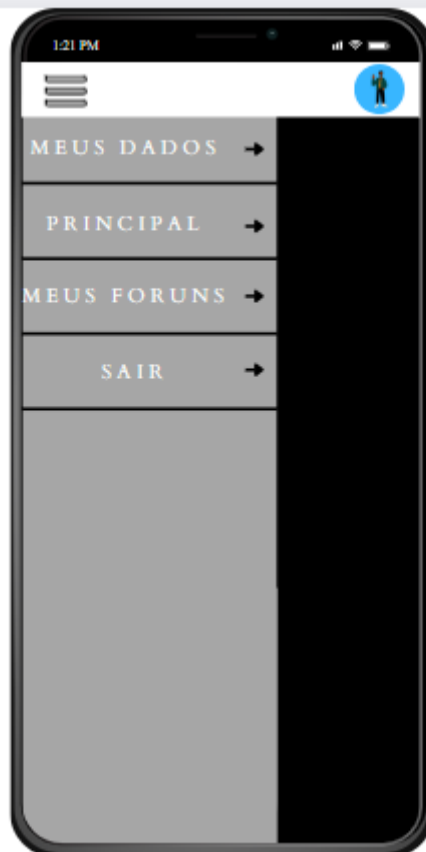 1:21 PM
MEUS DADOS
PRINCIPAL
MEUS FORUNS
SAIR